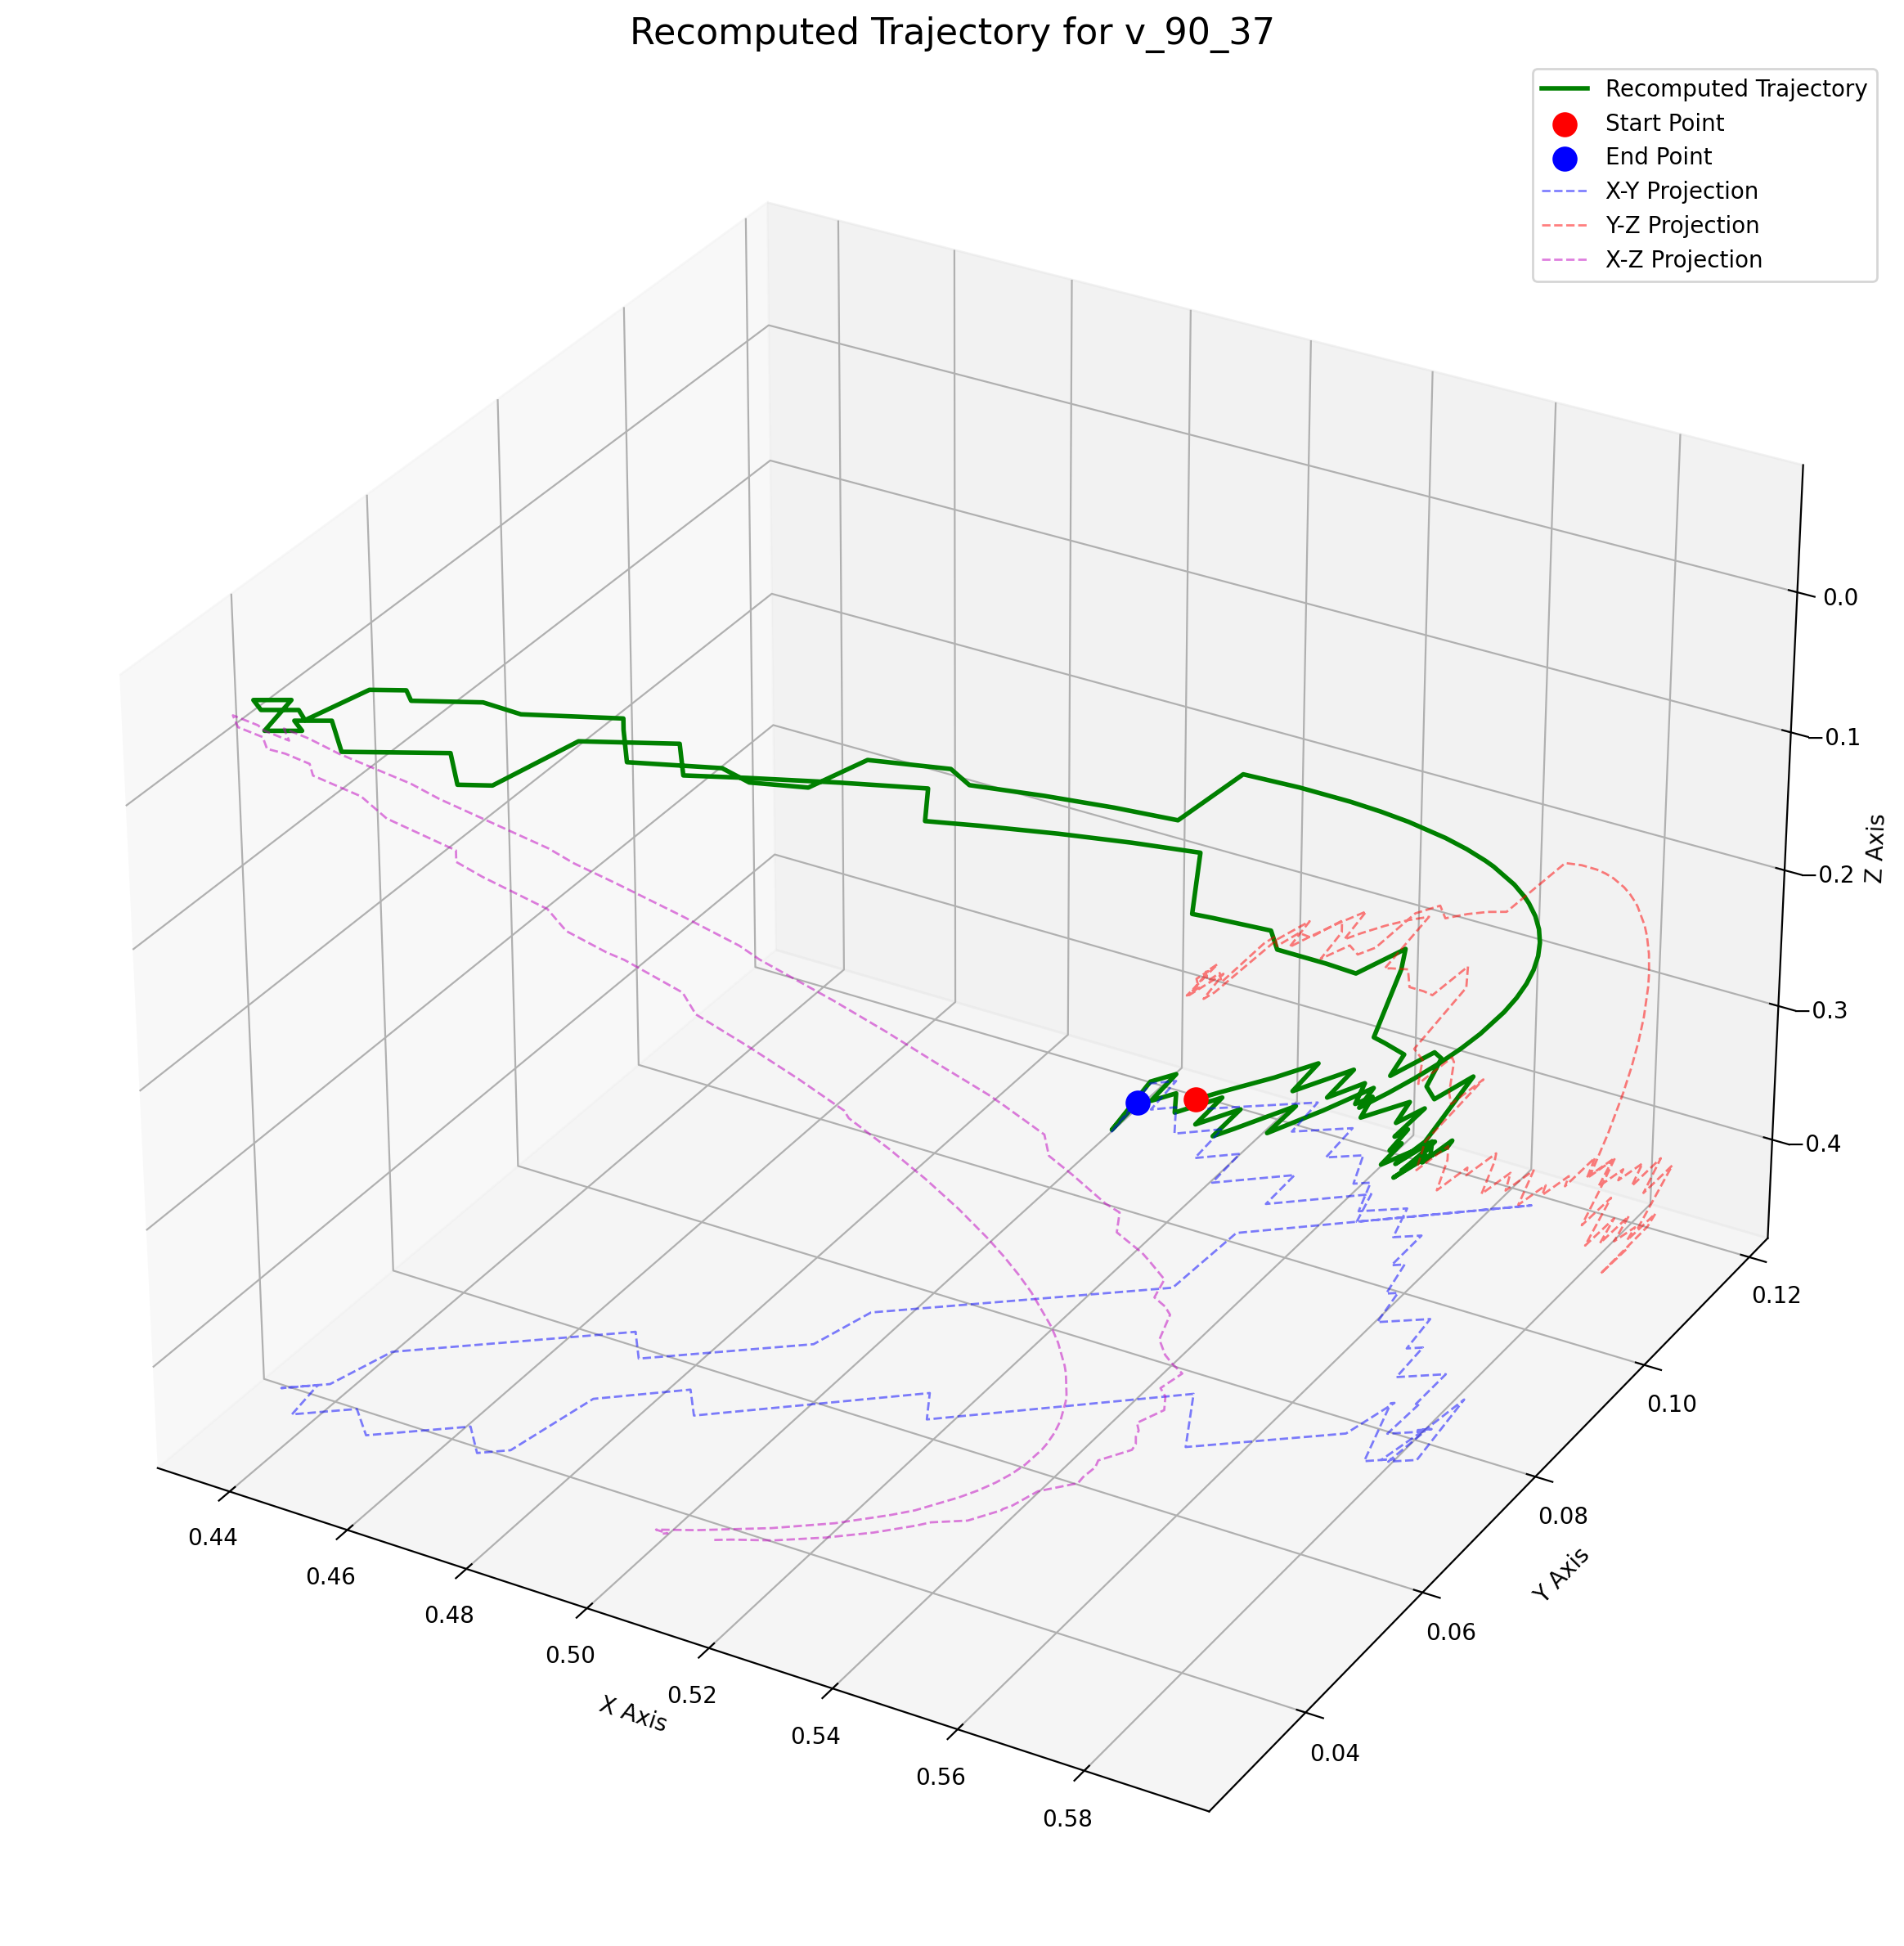 Recomputed Trajectory for v_90_37
Recomputed Trajectory
Start Point
End Point
X-Y Projection
Y-Z Projection
X-Z Projection
0.0
0.1
0.2
0.3
0.4
Z Axis
0.12
0.10
0.08
0.06
0.04
Y Axis
0.44
0.46
0.48
0.50
0.52
0.54
0.56
0.58
X Axis